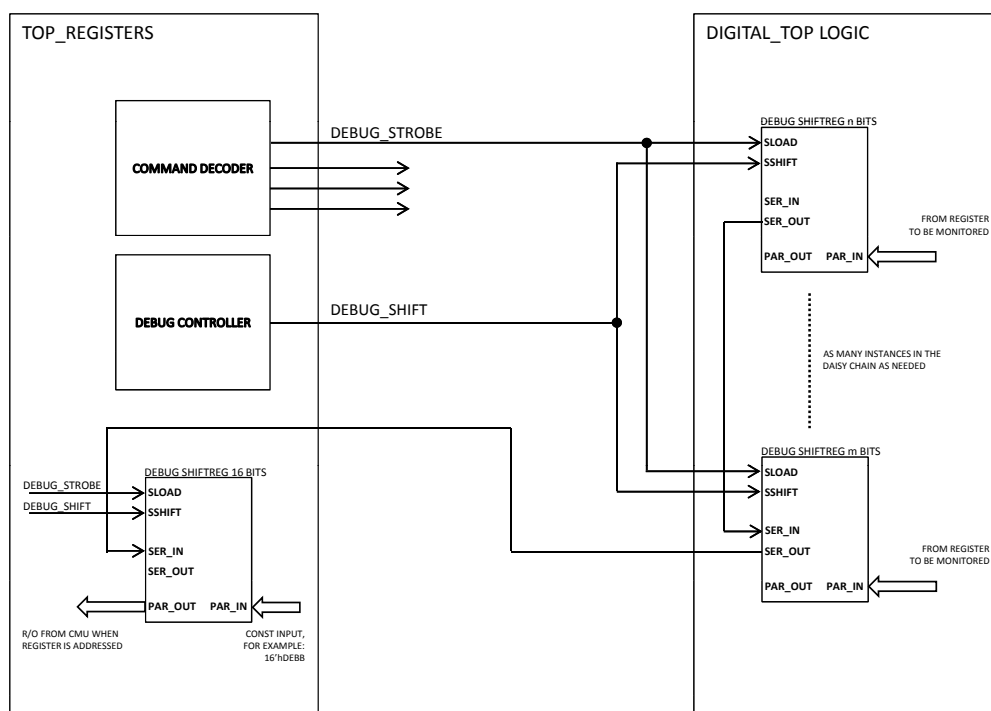 TOP_REGISTERS
COMMAND DECODER
DEBUG_STROBE
DEBUG CONTROLLER
DEBUG_SHIFT
DEBUG SHIFTREG 16 BITS
DEBUG_STROBE
DEBUG_SHIFT
SLOAD
SSHIFT
SER_IN
SER_OUT
PAR_OUT PAR_IN
R/O FROM CMU WHEN
REGISTER IS ADDRESSED
CONST INPUT,
FOR EXAMPLE:
16'hDEBB
DIGITAL_TOP LOGIC
DEBUG SHIFTREG n BITS
SLOAD
SSHIFT
SER_IN
SER_OUT
PAR_OUT PAR_IN
FROM REGISTER
TO BE MONITORED
AS MANY INSTANCES IN THE
DAISY CHAIN AS NEEDED
DEBUG SHIFTREG m BITS
SLOAD
SSHIFT
SER_IN
SER_OUT
PAR_OUT PAR_IN
FROM REGISTER
TO BE MONITORED